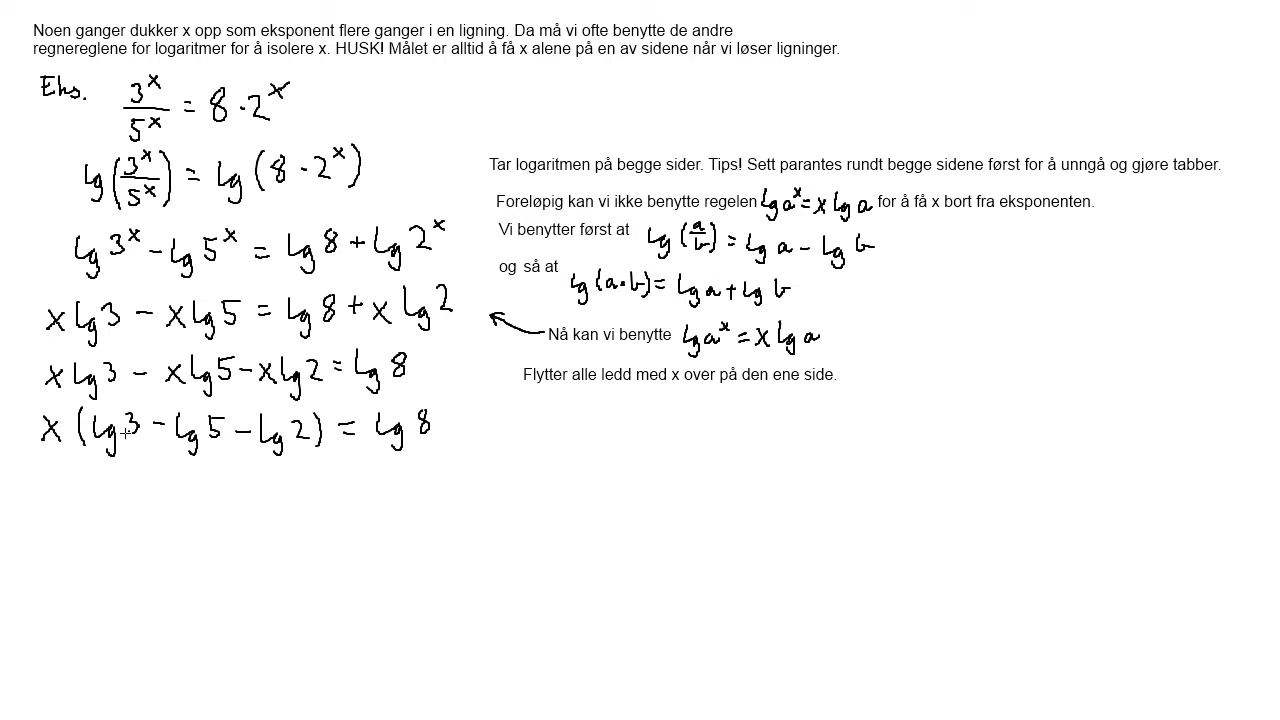 Noen ganger dukker x opp som eksponent flere ganger i en ligning. Da må vi ofte benytte de andre
regnereglene for logaritmer for å isolere x. HUSK! Målet er alltid å få x alene på en av sidene når vi løser ligninger.
Eks. 3^x/5^x = 8 · 2^x
lg(3^x/5^x) = lg(8 · 2^x)
Tar logaritmen på begge sider. Tips! Sett parantes rundt begge sidene først for å unngå og gjøre tabber.
Foreløpig kan vi ikke benytte regelen lg a^x = x lg a for å få x bort fra eksponenten.
lg 3^x - lg 5^x = lg 8 + lg 2^x
Vi benytter først at lg(a/b) = lg a - lg b
og så at lg(a·b) = lg a + lg b
x lg 3 - x lg 5 = lg 8 + x lg 2
Nå kan vi benytte lg a^x = x lg a
x lg 3 - x lg 5 - x lg 2 = lg 8
Flytter alle ledd med x over på den ene side.
x (lg 3 - lg 5 - lg 2) = lg 8